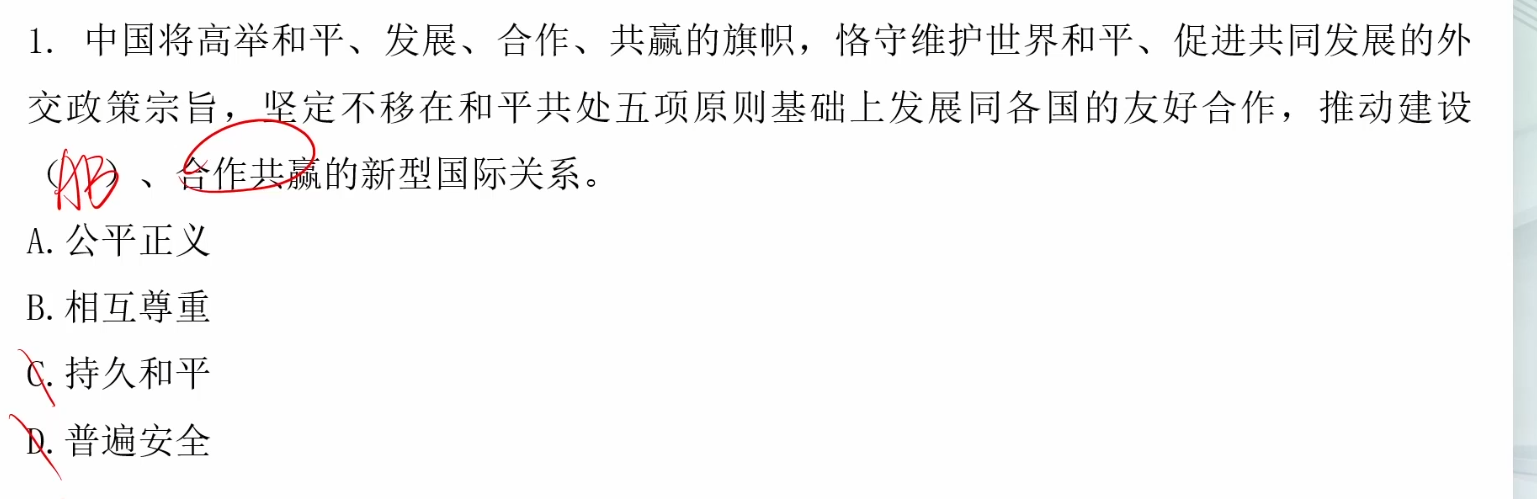 1. 中国将高举和平、发展、合作、共赢的旗帜，恪守维护世界和平、促进共同发展的外
交政策宗旨，坚定不移在和平共处五项原则基础上发展同各国的友好合作，推动建设
（AB）、合作共赢的新型国际关系。
A. 公平正义
B. 相互尊重
C. 持久和平
D. 普遍安全